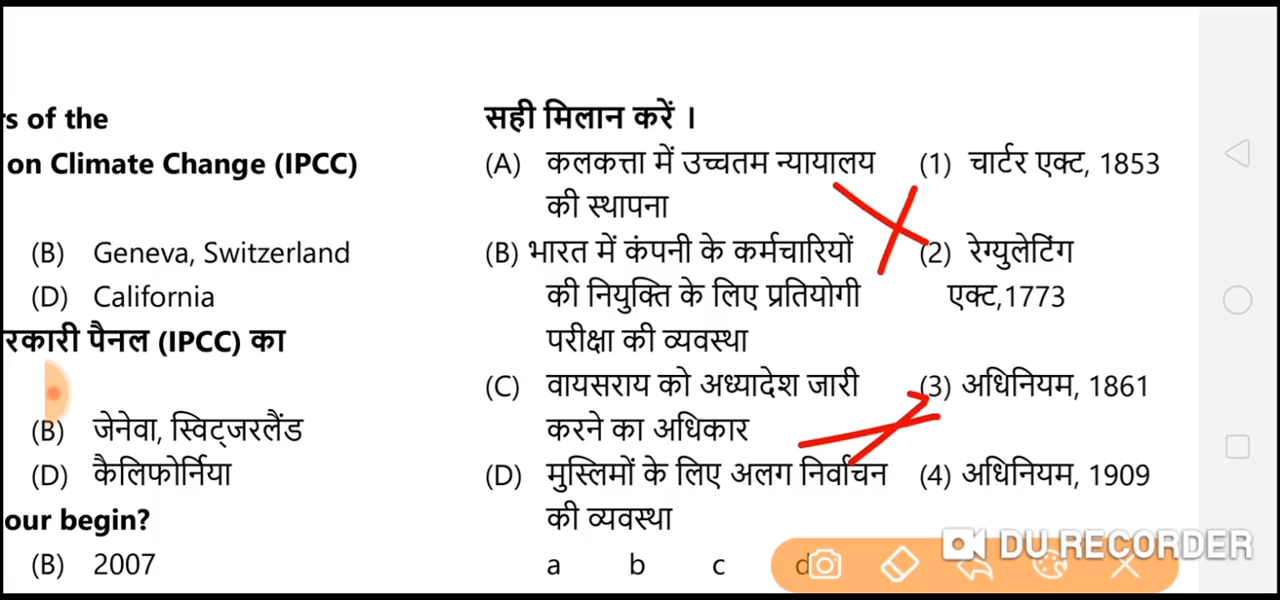 s of the
on Climate Change (IPCC)
(B) Geneva, Switzerland
(D) California
रकारी पैनल (IPCC) का
(B) जेनेवा, स्विट्जरलैंड
(D) कैलिफोर्निया
our begin?
(B) 2007
सही मिलान करें ।
(A) कलकत्ता में उच्चतम न्यायालय (1) चार्टर एक्ट, 1853
की स्थापना
(B) भारत में कंपनी के कर्मचारियों (2) रेग्युलेटिंग
की नियुक्ति के लिए प्रतियोगी एक्ट,1773
परीक्षा की व्यवस्था
(C) वायसराय को अध्यादेश जारी (3) अधिनियम, 1861
करने का अधिकार
(D) मुस्लिमों के लिए अलग निर्वाचन (4) अधिनियम, 1909
की व्यवस्था
a b c d
DU RECORDER